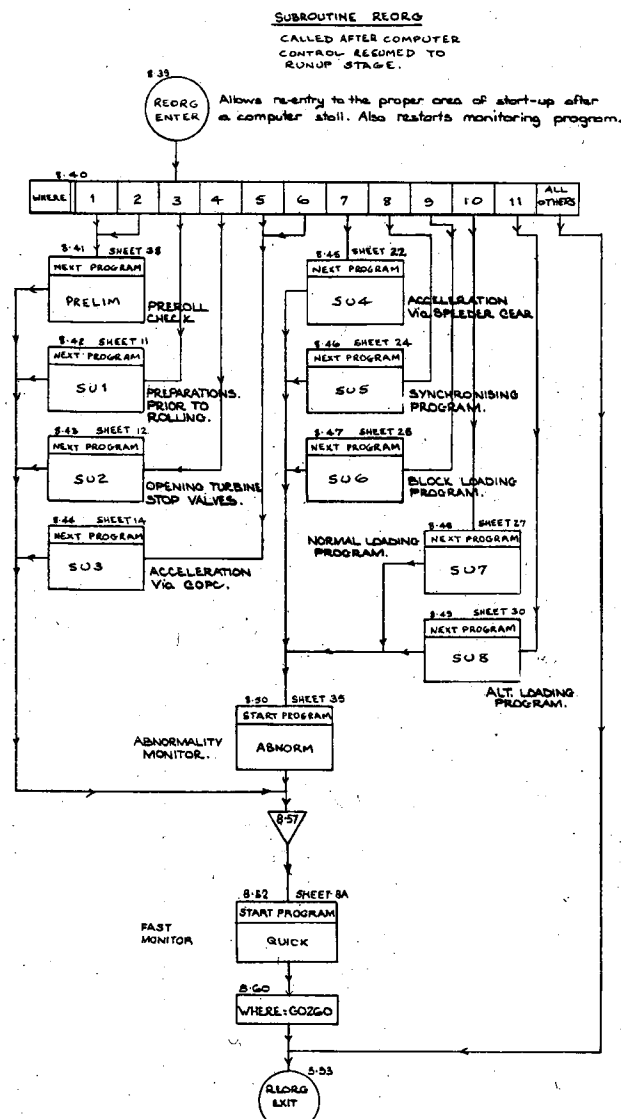 SUBROUTINE REORG
CALLED AFTER COMPUTER
CONTROL RESUMED TO
RUNUP STAGE.
8·39
REORG
ENTER
Allows re-entry to the proper area of start-up after
a computer stall. Also restarts monitoring program.
8·40
WHERE 1 2 3 4 5 6 7 8 9 10 11 ALL OTHERS
8·41 SHEET 38
NEXT PROGRAM
PRELIM
PREROLL
CHECK
8·45 SHEET 22
NEXT PROGRAM
SU4
ACCELERATION
Via SPEEDER GEAR
8·42 SHEET 11
NEXT PROGRAM
SU1
PREPARATIONS.
PRIOR TO
ROLLING.
8·46 SHEET 24
NEXT PROGRAM
SU5
SYNCHRONISING
PROGRAM.
8·43 SHEET 12
NEXT PROGRAM
SU2
OPENING TURBINE
STOP VALVES.
8·47 SHEET 25
NEXT PROGRAM
SU6
BLOCK LOADING
PROGRAM.
8·44 SHEET 14
NEXT PROGRAM
SU3
ACCELERATION
Via GOPC.
NORMAL LOADING
PROGRAM.
8·48 SHEET 27
NEXT PROGRAM
SU7
8·49 SHEET 30
NEXT PROGRAM
SU8
ALT. LOADING
PROGRAM.
8·50 SHEET 35
START PROGRAM
ABNORM
ABNORMALITY
MONITOR.
8·57
8·52 SHEET 8A
START PROGRAM
QUICK
FAST
MONITOR
8·60
WHERE:GO2GO
5·53
REORG
EXIT